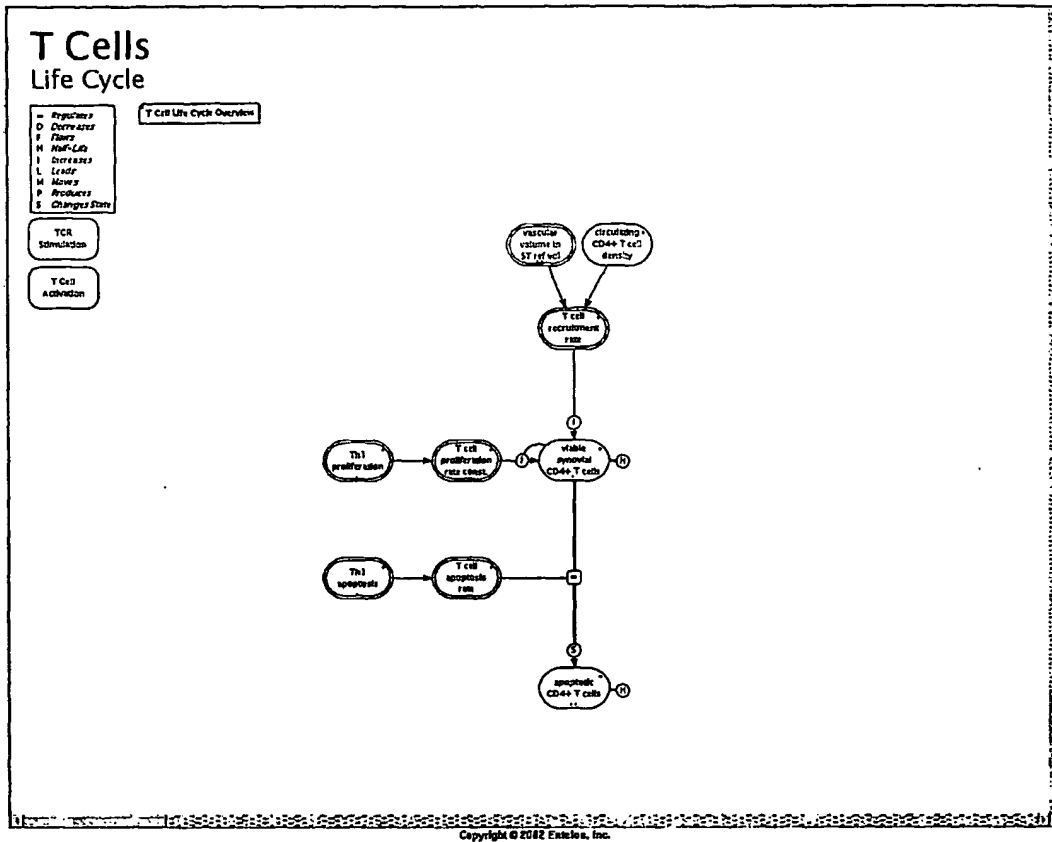 T Cells
Life Cycle
= Regulates
D Decreases
F Flows
H Half-Life
I Increases
L Leads
M Moves
P Produces
S Changes State
T Cell Life Cycle Overview
TCR
Stimulation
T Cell
Activation
vascular
volume in
ST ref vol
circulating
CD4+ T cell
density
T cell
recruitment
rate
I
Th1
proliferation
T cell
proliferation
rate const.
I
viable
synovial
CD4+ T cells
H
Th1
apoptosis
T cell
apoptosis
rate
=
S
apoptotic
CD4+ T cells
H
Copyright © 2002 Entelos, Inc.